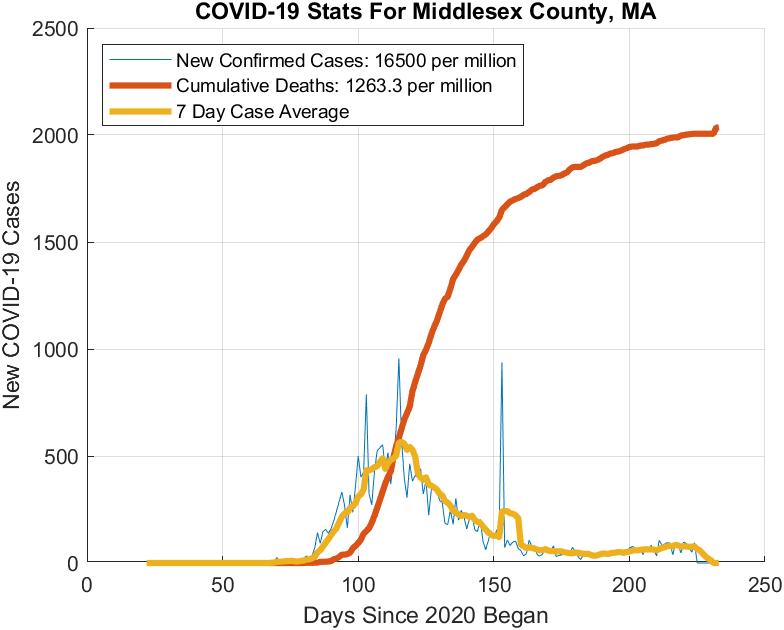 COVID-19 Stats For Middlesex County, MA
2500
New Confirmed Cases: 16500 per million
Cumulative Deaths: 1263.3 per million
7 Day Case Average
2000
1500
1000
500
0
New COVID-19 Cases
0 50 100 150 200 250
Days Since 2020 Began